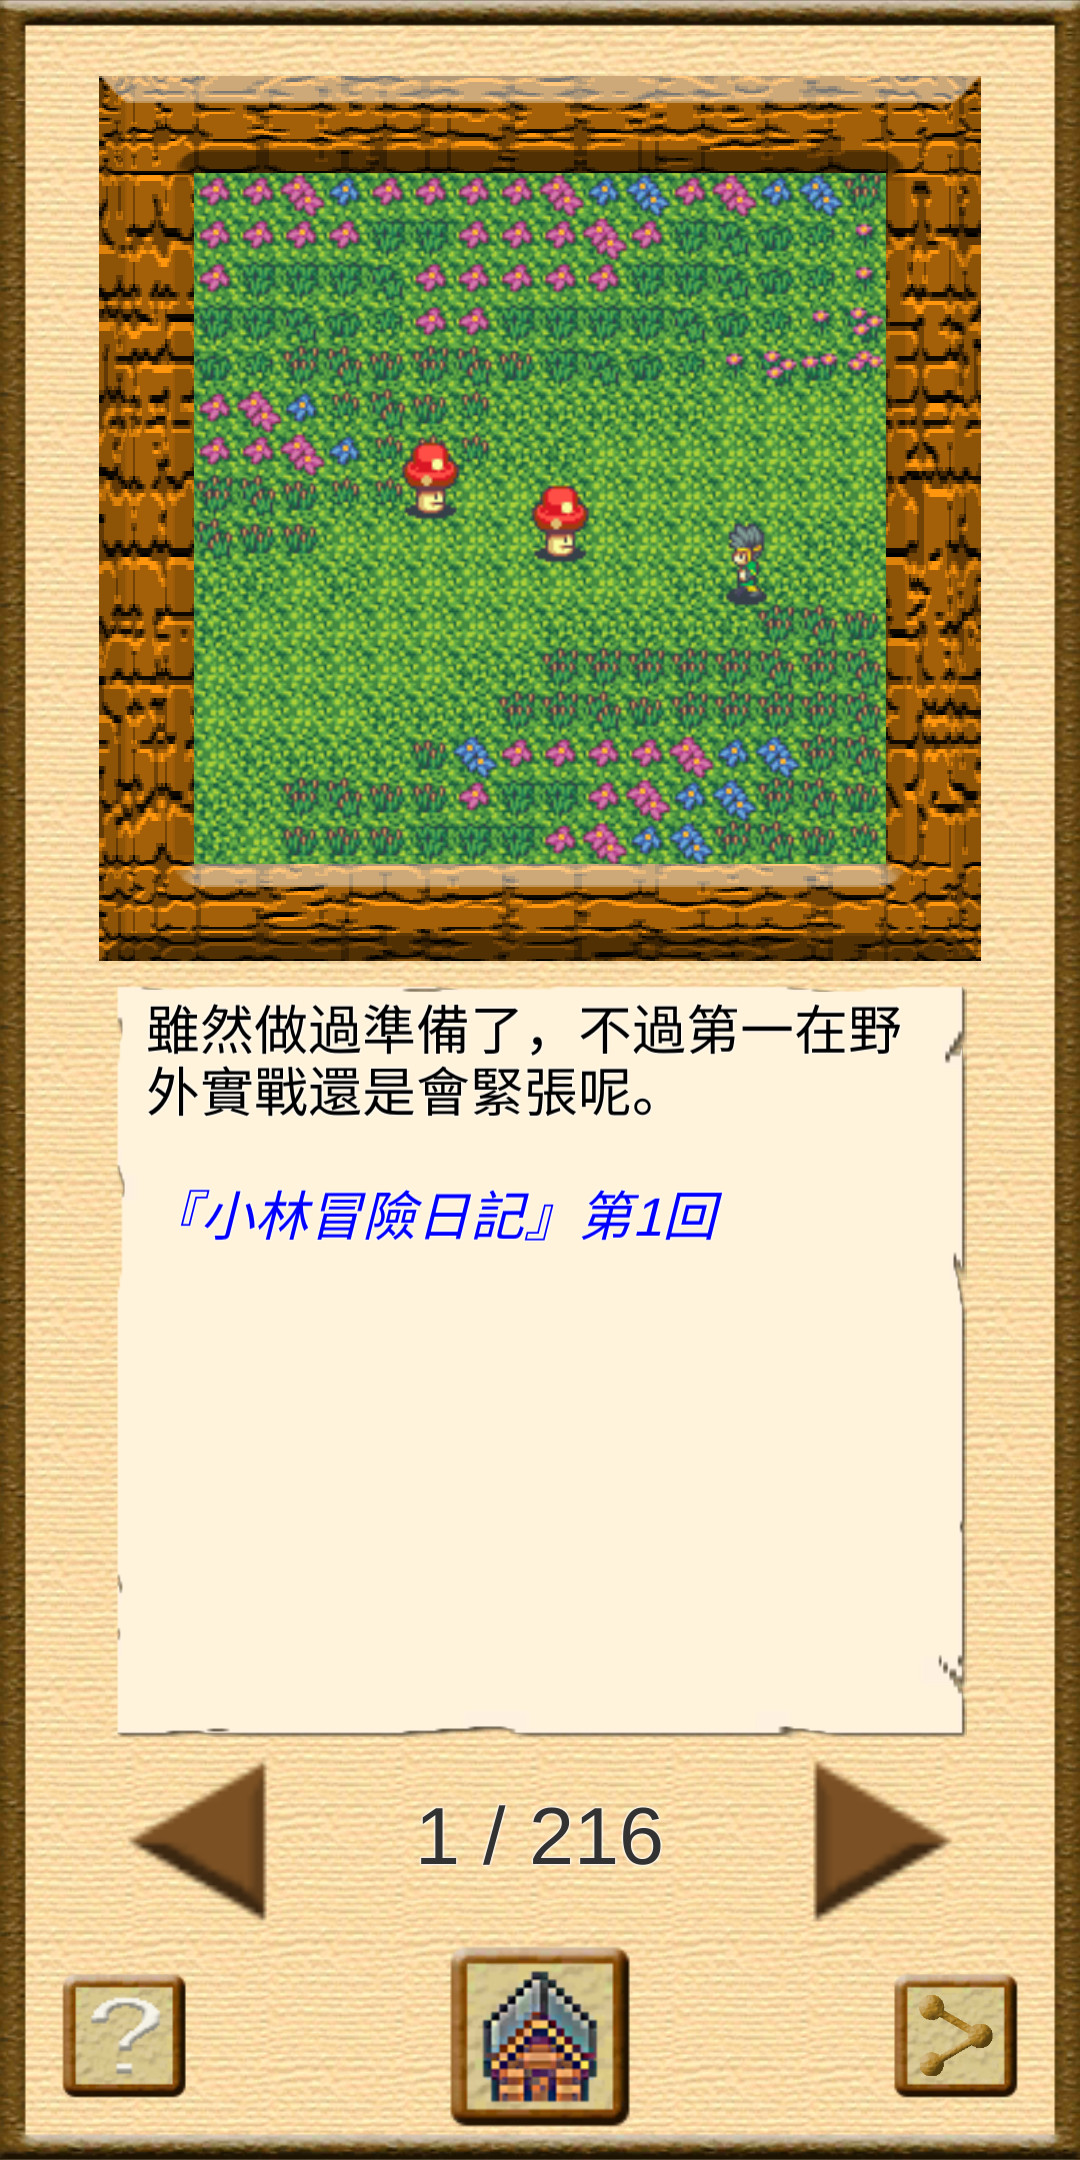 雖然做過準備了，不過第一在野
外實戰還是會緊張呢。
『小林冒險日記』第1回
1 / 216
?